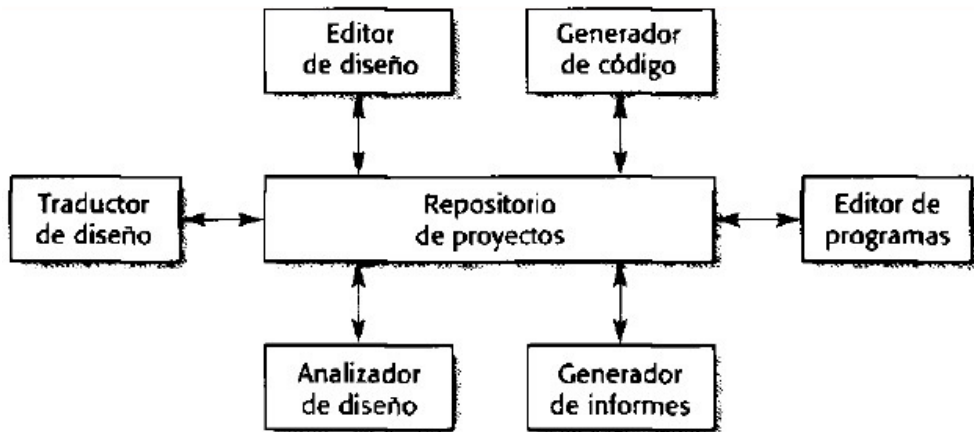 Editor
de diseño
Generador
de código
Traductor
de diseño
Repositorio
de proyectos
Editor de
programas
Analizador
de diseño
Generador
de informes